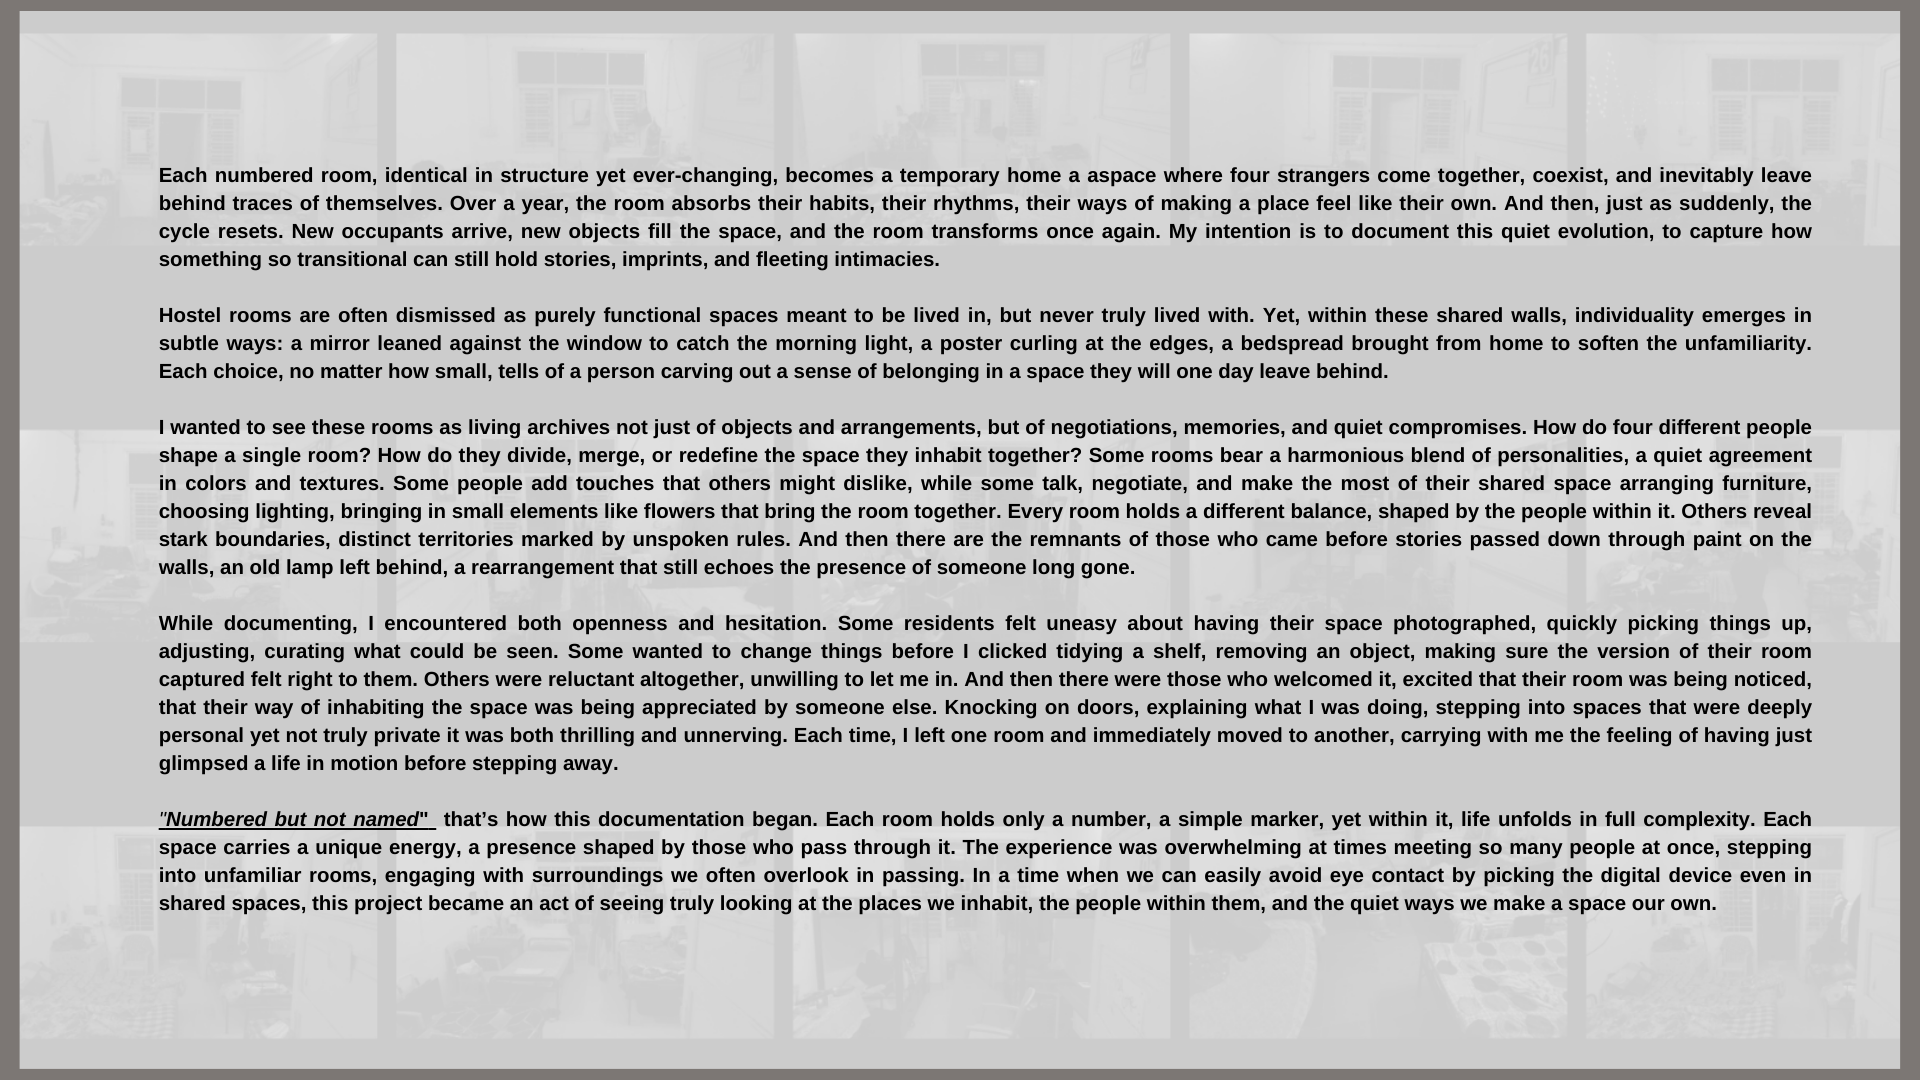 Each numbered room, identical in structure yet ever-changing, becomes a temporary home a aspace where four strangers come together, coexist, and inevitably leave
behind traces of themselves. Over a year, the room absorbs their habits, their rhythms, their ways of making a place feel like their own. And then, just as suddenly, the
cycle resets. New occupants arrive, new objects fill the space, and the room transforms once again. My intention is to document this quiet evolution, to capture how
something so transitional can still hold stories, imprints, and fleeting intimacies.
Hostel rooms are often dismissed as purely functional spaces meant to be lived in, but never truly lived with. Yet, within these shared walls, individuality emerges in
subtle ways: a mirror leaned against the window to catch the morning light, a poster curling at the edges, a bedspread brought from home to soften the unfamiliarity.
Each choice, no matter how small, tells of a person carving out a sense of belonging in a space they will one day leave behind.
I wanted to see these rooms as living archives not just of objects and arrangements, but of negotiations, memories, and quiet compromises. How do four different people
shape a single room? How do they divide, merge, or redefine the space they inhabit together? Some rooms bear a harmonious blend of personalities, a quiet agreement
in colors and textures. Some people add touches that others might dislike, while some talk, negotiate, and make the most of their shared space arranging furniture,
choosing lighting, bringing in small elements like flowers that bring the room together. Every room holds a different balance, shaped by the people within it. Others reveal
stark boundaries, distinct territories marked by unspoken rules. And then there are the remnants of those who came before stories passed down through paint on the
walls, an old lamp left behind, a rearrangement that still echoes the presence of someone long gone.
While documenting, I encountered both openness and hesitation. Some residents felt uneasy about having their space photographed, quickly picking things up,
adjusting, curating what could be seen. Some wanted to change things before I clicked tidying a shelf, removing an object, making sure the version of their room
captured felt right to them. Others were reluctant altogether, unwilling to let me in. And then there were those who welcomed it, excited that their room was being noticed,
that their way of inhabiting the space was being appreciated by someone else. Knocking on doors, explaining what I was doing, stepping into spaces that were deeply
personal yet not truly private it was both thrilling and unnerving. Each time, I left one room and immediately moved to another, carrying with me the feeling of having just
glimpsed a life in motion before stepping away.
"Numbered but not named" that’s how this documentation began. Each room holds only a number, a simple marker, yet within it, life unfolds in full complexity. Each
space carries a unique energy, a presence shaped by those who pass through it. The experience was overwhelming at times meeting so many people at once, stepping
into unfamiliar rooms, engaging with surroundings we often overlook in passing. In a time when we can easily avoid eye contact by picking the digital device even in
shared spaces, this project became an act of seeing truly looking at the places we inhabit, the people within them, and the quiet ways we make a space our own.